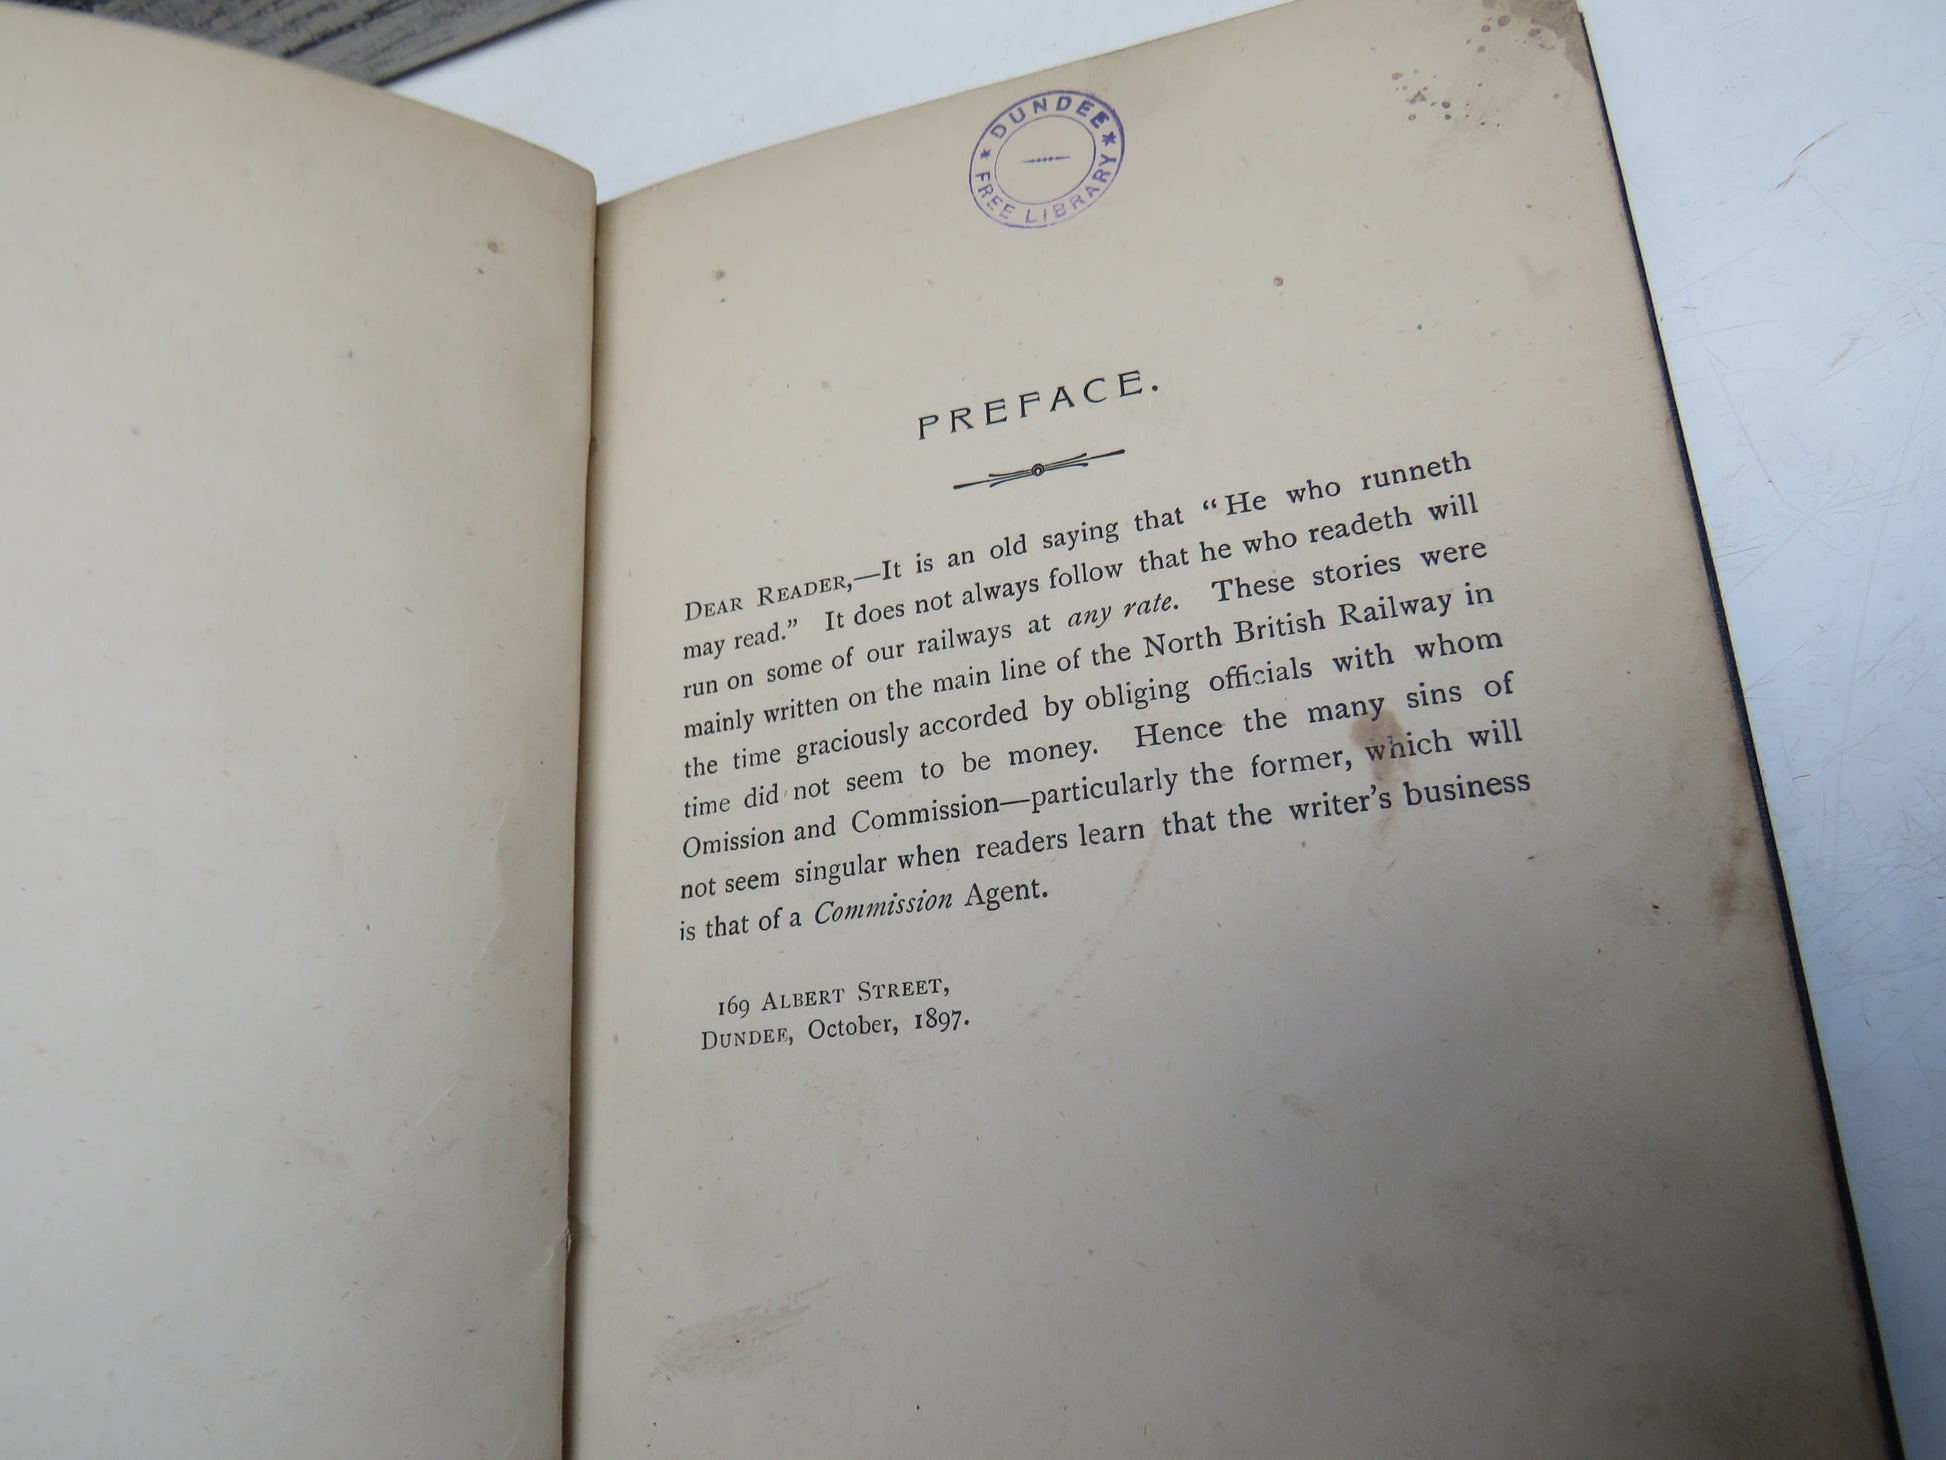 ★ DUNDEE ★
FREE LIBRARY
PREFACE.
DEAR READER,—It is an old saying that “He who runneth
may read.” It does not always follow that he who readeth will
run on some of our railways at any rate. These stories were
mainly written on the main line of the North British Railway in
the time graciously accorded by obliging officials with whom
time did not seem to be money. Hence the many sins of
Omission and Commission—particularly the former, which will
not seem singular when readers learn that the writer’s business
is that of a Commission Agent.
169 ALBERT STREET,
DUNDEE, October, 1897.